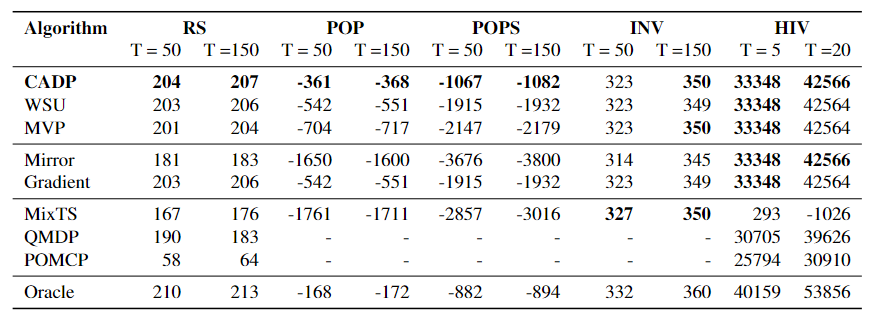 Algorithm RS POP POPS INV HIV
T = 50 T =150 T = 50 T =150 T = 50 T =150 T = 50 T =150 T = 5 T =20
CADP 204 207 -361 -368 -1067 -1082 323 350 33348 42566
WSU 203 206 -542 -551 -1915 -1932 323 349 33348 42564
MVP 201 204 -704 -717 -2147 -2179 323 350 33348 42564
Mirror 181 183 -1650 -1600 -3676 -3800 314 345 33348 42566
Gradient 203 206 -542 -551 -1915 -1932 323 349 33348 42564
MixTS 167 176 -1761 -1711 -2857 -3016 327 350 293 -1026
QMDP 190 183 - - - - - - 30705 39626
POMCP 58 64 - - - - - - 25794 30910
Oracle 210 213 -168 -172 -882 -894 332 360 40159 53856